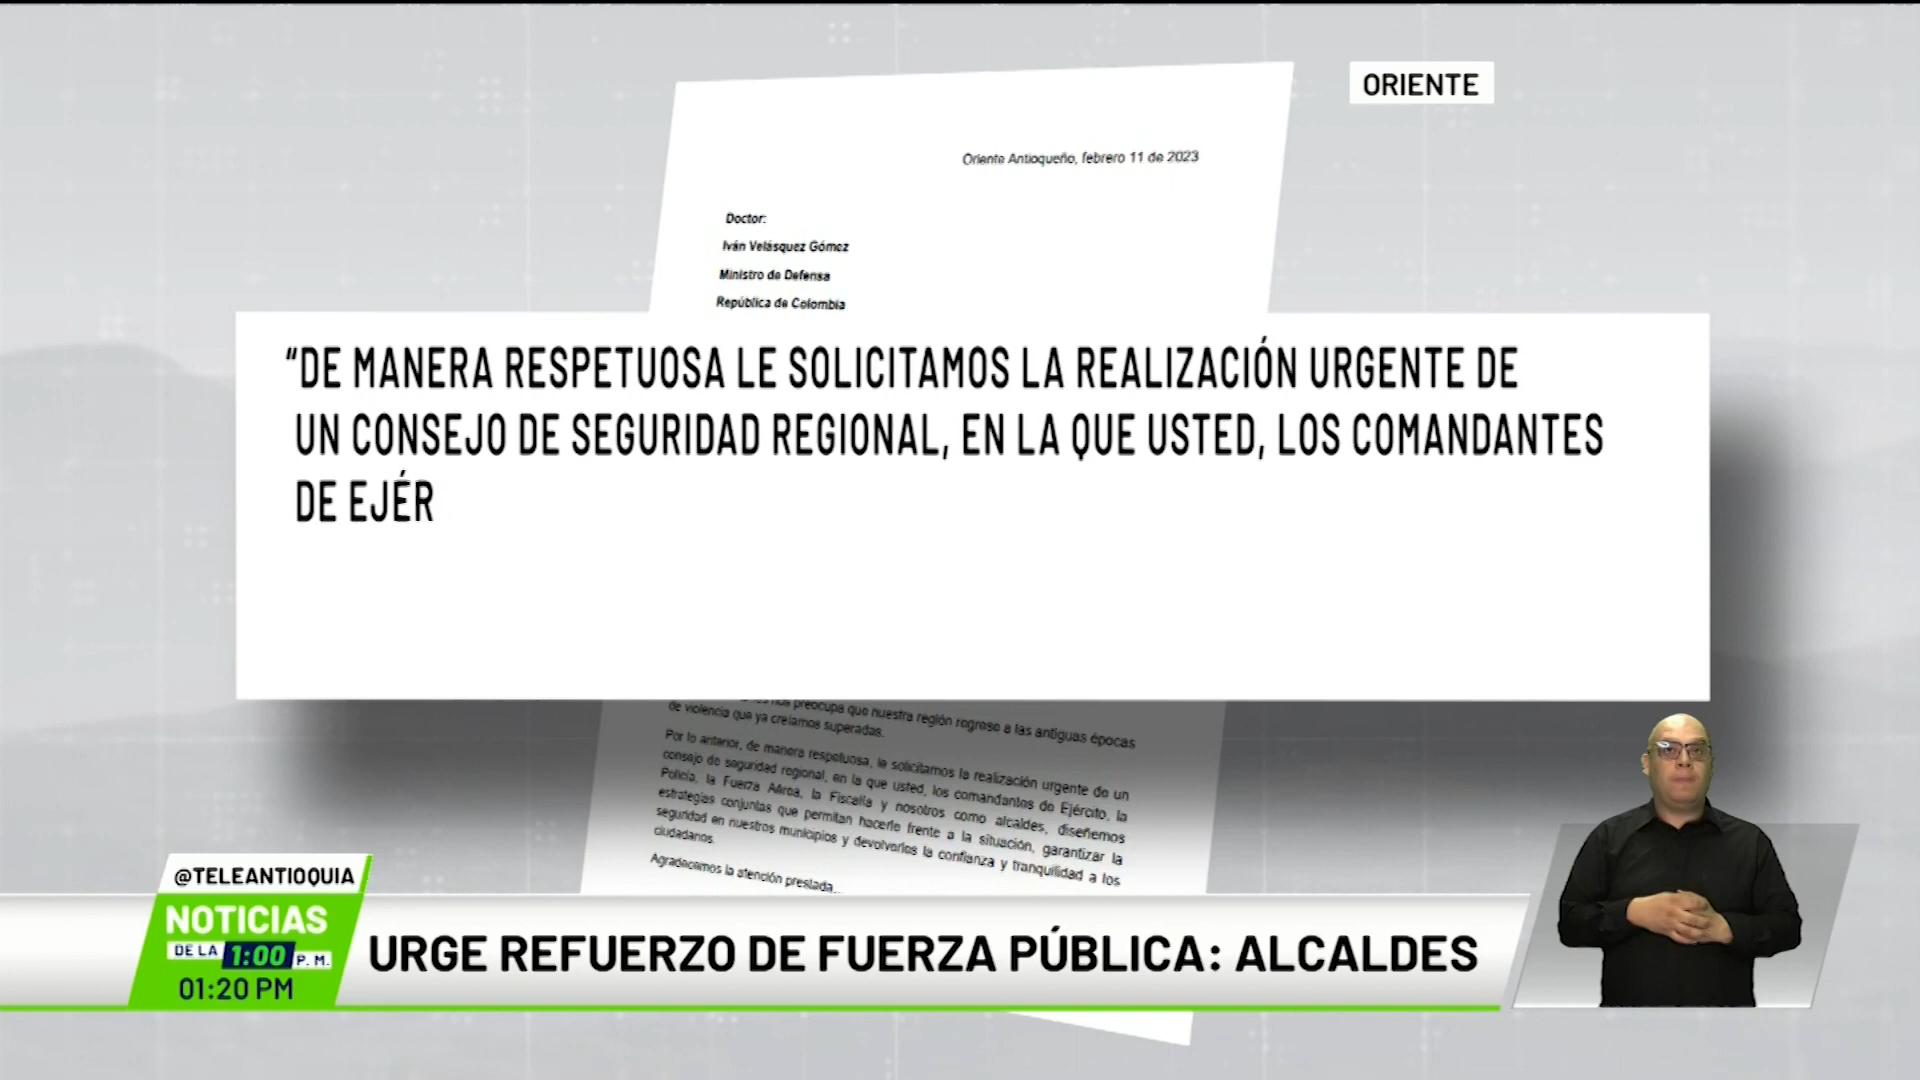 ORIENTE
Oriente Antioqueño, febrero 11 de 2023
Doctor:
Iván Velásquez Gómez
Ministro de Defensa
República de Colombia
“DE MANERA RESPETUOSA LE SOLICITAMOS LA REALIZACIÓN URGENTE DE
UN CONSEJO DE SEGURIDAD REGIONAL, EN LA QUE USTED, LOS COMANDANTES
DE EJÉR
nos preocupa que nuestra región regrese a las antiguas épocas
de violencia que ya creíamos superadas.
Por lo anterior, de manera respetuosa, le solicitamos la realización urgente de un
consejo de seguridad regional, en la que usted, los comandantes de Ejército, la
Policía, la Fuerza Aérea, la Fiscalía y nosotros como alcaldes, diseñemos
estrategias conjuntas que permitan hacerle frente a la situación, garantizar la
seguridad en nuestros municipios y devolverles la confianza y tranquilidad a los
ciudadanos.
Agradecemos la atención prestada...
@TELEANTIOQUIA
NOTICIAS
DE LA 1:00 P. M.
01:20 PM
URGE REFUERZO DE FUERZA PÚBLICA: ALCALDES